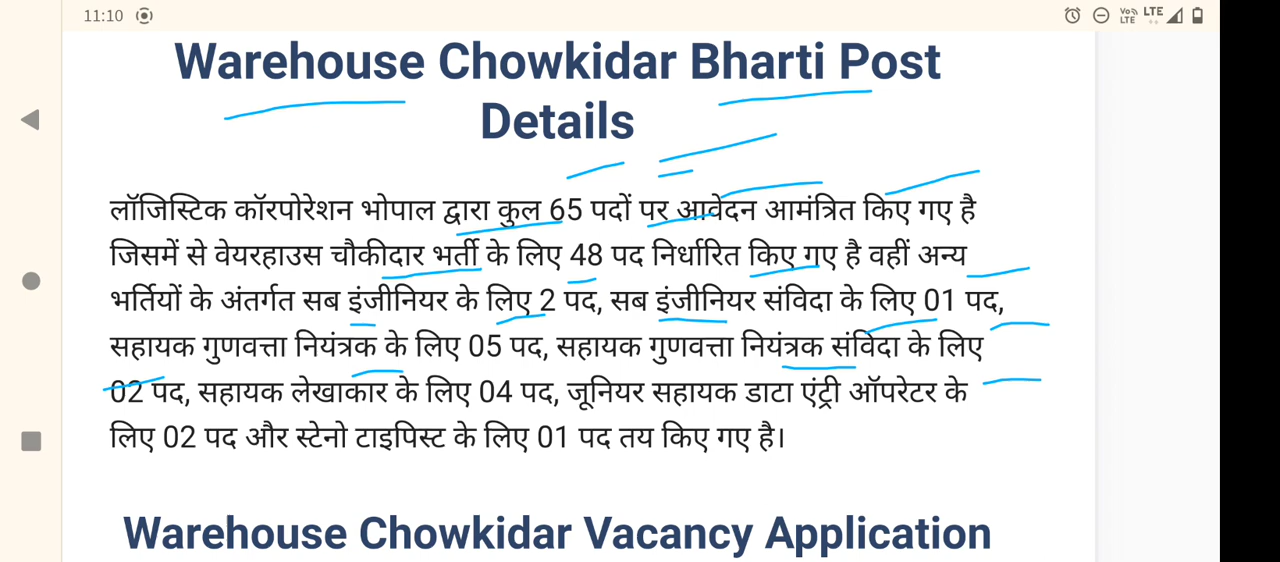 11:10
Vo LTE LTE
Warehouse Chowkidar Bharti Post
Details
लॉजिस्टिक कॉरपोरेशन भोपाल द्वारा कुल 65 पदों पर आवेदन आमंत्रित किए गए है
जिसमें से वेयरहाउस चौकीदार भर्ती के लिए 48 पद निर्धारित किए गए है वहीं अन्य
भर्तियों के अंतर्गत सब इंजीनियर के लिए 2 पद, सब इंजीनियर संविदा के लिए 01 पद,
सहायक गुणवत्ता नियंत्रक के लिए 05 पद, सहायक गुणवत्ता नियंत्रक संविदा के लिए
02 पद, सहायक लेखाकार के लिए 04 पद, जूनियर सहायक डाटा एंट्री ऑपरेटर के
लिए 02 पद और स्टेनो टाइपिस्ट के लिए 01 पद तय किए गए है।
Warehouse Chowkidar Vacancy Application